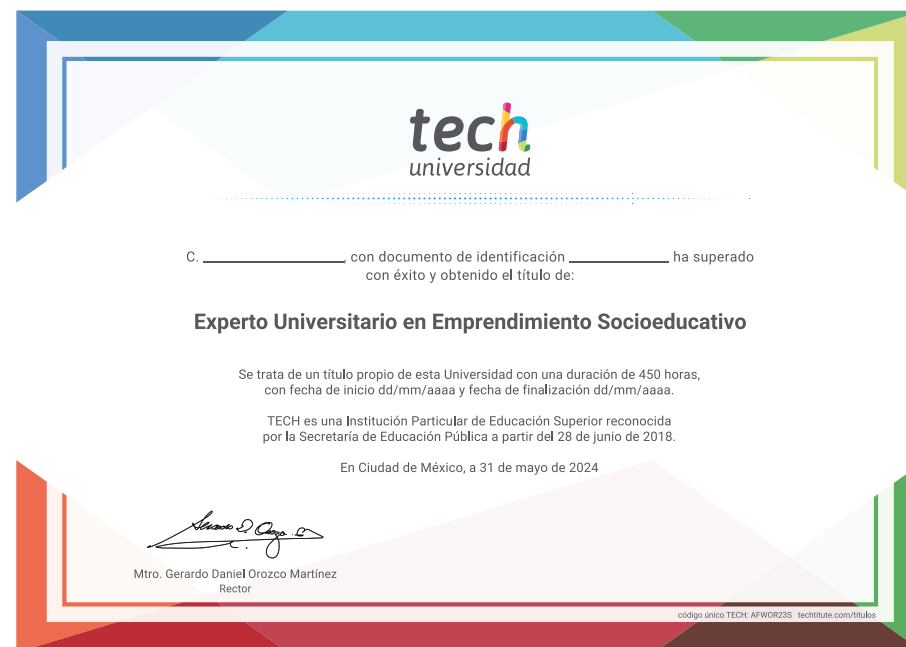 tech
universidad
C. ________________, con documento de identificación ____________ ha superado
con éxito y obtenido el título de:
Experto Universitario en Emprendimiento Socioeducativo
Se trata de un título propio de esta Universidad con una duración de 450 horas,
con fecha de inicio dd/mm/aaaa y fecha de finalización dd/mm/aaaa.
TECH es una Institución Particular de Educación Superior reconocida
por la Secretaría de Educación Pública a partir del 28 de junio de 2018.
En Ciudad de México, a 31 de mayo de 2024
Mtro. Gerardo Daniel Orozco Martínez
Rector
código único TECH: AFWOR23S techtitute.com/titulos